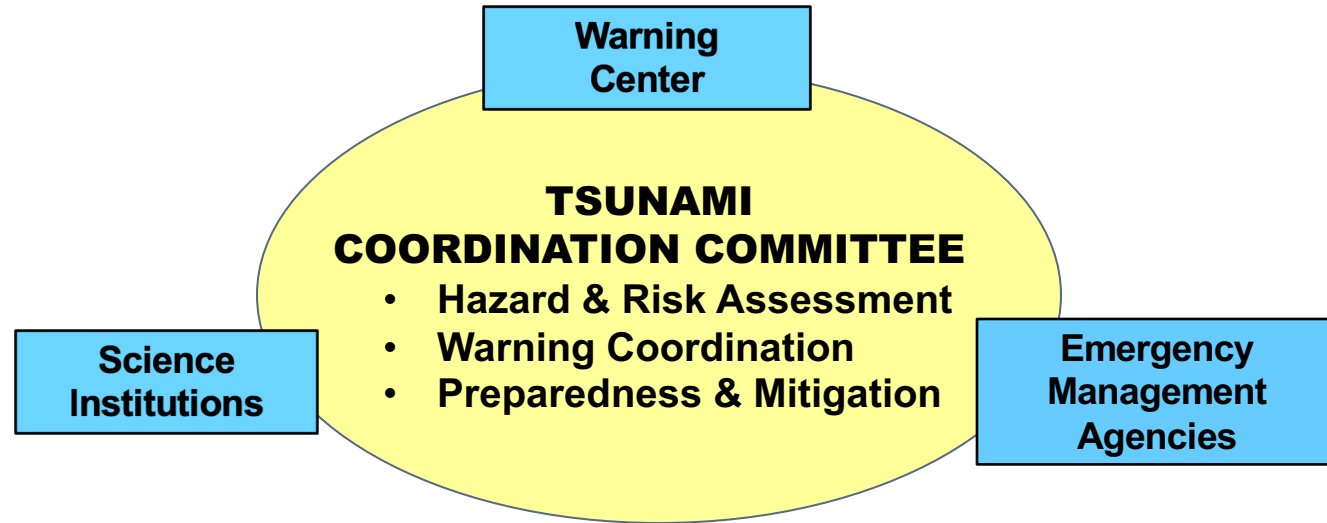 Warning
Center
TSUNAMI
COORDINATION COMMITTEE
• Hazard & Risk Assessment
• Warning Coordination
• Preparedness & Mitigation
Science
Institutions
Emergency
Management
Agencies